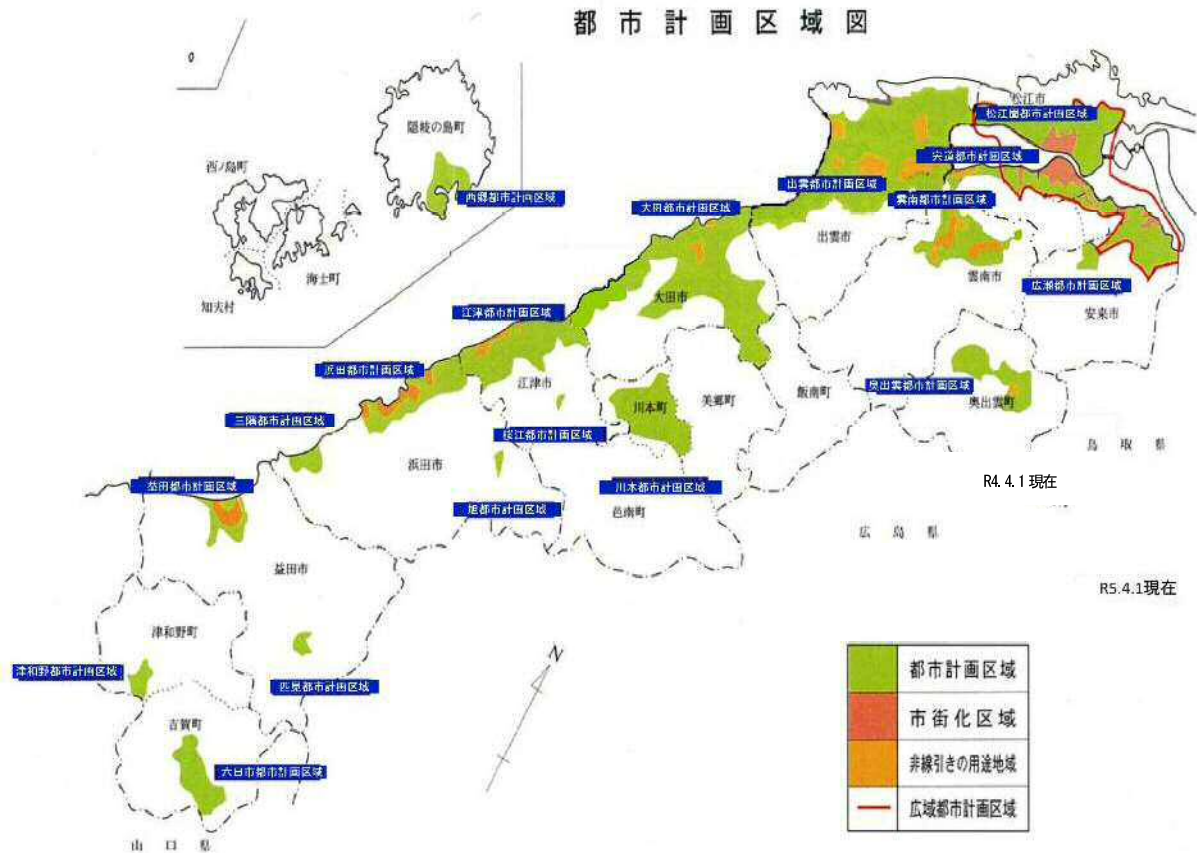 都市計画区域図
松江市
松江圏都市計画区域
隠岐の島町
宍道都市計画区域
西ノ島町
西郷都市計画区域
出雲都市計画区域
雲南都市計画区域
大田都市計画区域
出雲市
雲南市
海士町
知夫村
広瀬都市計画区域
大田市
安来市
江津都市計画区域
浜田都市計画区域
江津市
美郷町
飯南町
奥出雲都市計画区域
奥出雲町
川本町
三隅都市計画区域
桜江都市計画区域
鳥取県
浜田市
益田都市計画区域
川本都市計画区域
R4.4.1現在
旭都市計画区域
邑南町
広島県
益田市
R5.4.1現在
津和野町
津和野都市計画区域
匹見都市計画区域
N
吉賀町
六日市都市計画区域
山口県
都市計画区域
市街化区域
非線引きの用途地域
広域都市計画区域